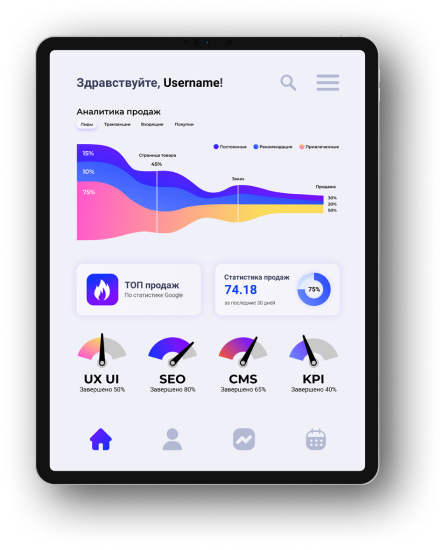 Здравствуйте, Username!
Аналитика продаж
Лиды Транзакции Входящие Покупки
Постоянные Рекомендация Привлеченные
15%
Страница товара
45%
10%
Заказ
75%
Продажа
30%
20%
50%
ТОП продаж
По статистике Google
Статистика продаж
74.18
за последние 30 дней
75%
UX UI SEO CMS KPI
Завершено 50% Завершено 80% Завершено 65% Завершено 40%